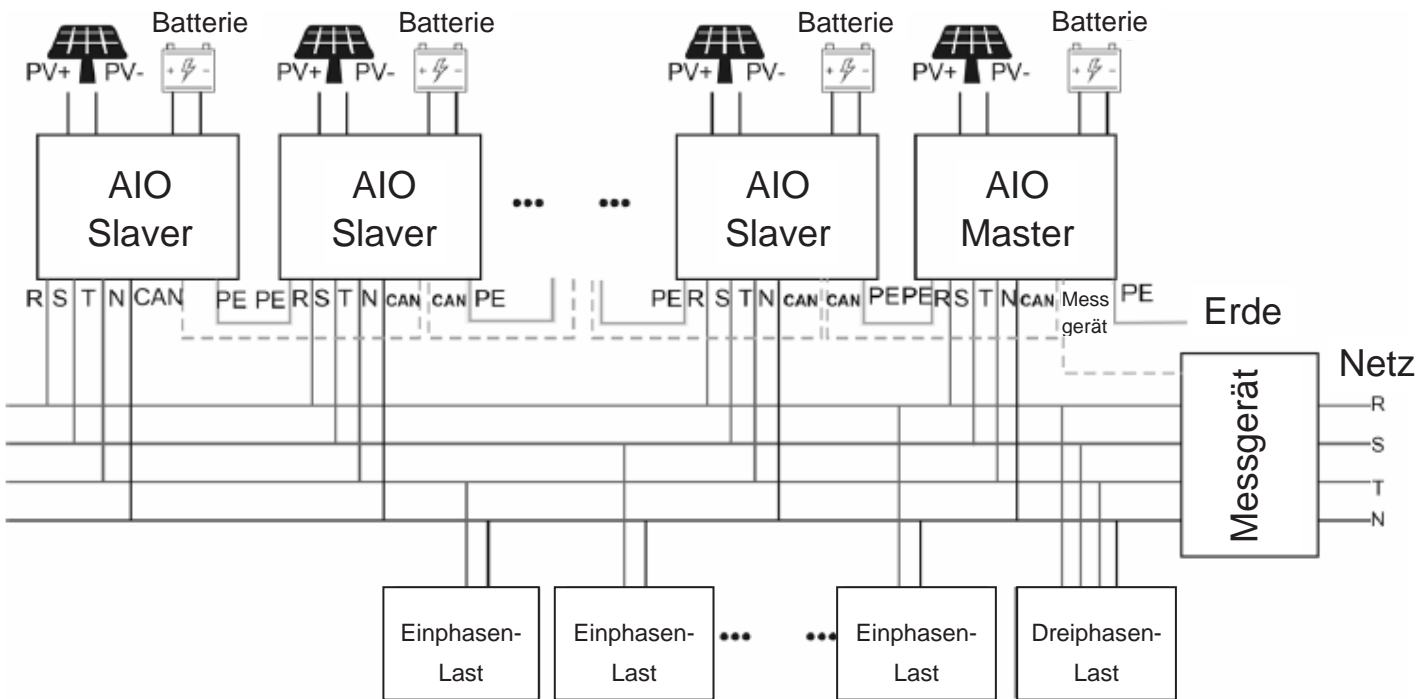 Batterie
Batterie
Batterie
Batterie
PV+ PV- + -
PV+ PV- + -
PV+ PV- + -
PV+ PV- + -
AIO
Slaver
AIO
Slaver
••• •••
AIO
Slaver
AIO
Master
R S T N CAN PE PE R S T N CAN CAN PE PE R S T N CAN CAN PE PE R S T N CAN Mess PE
gerät
Erde
Netz
Messgerät
R
S
T
N
Einphasen-
Last
Einphasen-
Last
••• •••
Einphasen-
Last
Dreiphasen-
Last